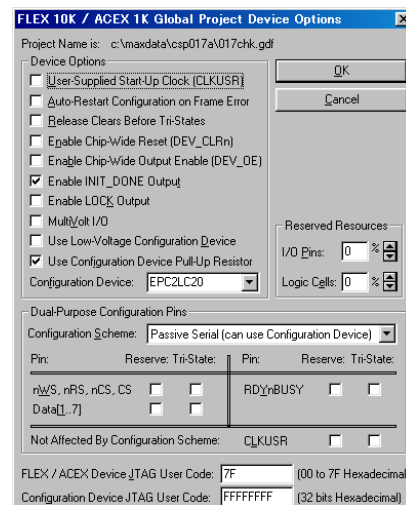 FLEX 10K / ACEX 1K Global Project Device Options
Project Name is: c:\maxdata\csp017a\017chk.gdf
Device Options
User-Supplied Start-Up Clock (CLKUSR)
Auto-Restart Configuration on Frame Error
Release Clears Before Tri-States
Enable Chip-Wide Reset (DEV_CLRn)
Enable Chip-Wide Output Enable (DEV_OE)
Enable INIT_DONE Output
Enable LOCK Output
MultiVolt I/O
Use Low-Voltage Configuration Device
Use Configuration Device Pull-Up Resistor
Configuration Device: EPC2LC20
OK
Cancel
Reserved Resources
I/O Pins: 0 %
Logic Cells: 0 %
Dual-Purpose Configuration Pins
Configuration Scheme: Passive Serial (can use Configuration Device)
Pin: Reserve: Tri-State: Pin: Reserve: Tri-State:
nWS, nRS, nCS, CS RDYnBUSY
Data[1..7]
Not Affected By Configuration Scheme: CLKUSR
FLEX / ACEX Device JTAG User Code: 7F (00 to 7F Hexadecimal
Configuration Device JTAG User Code: FFFFFFFF (32 bits Hexadecimal)